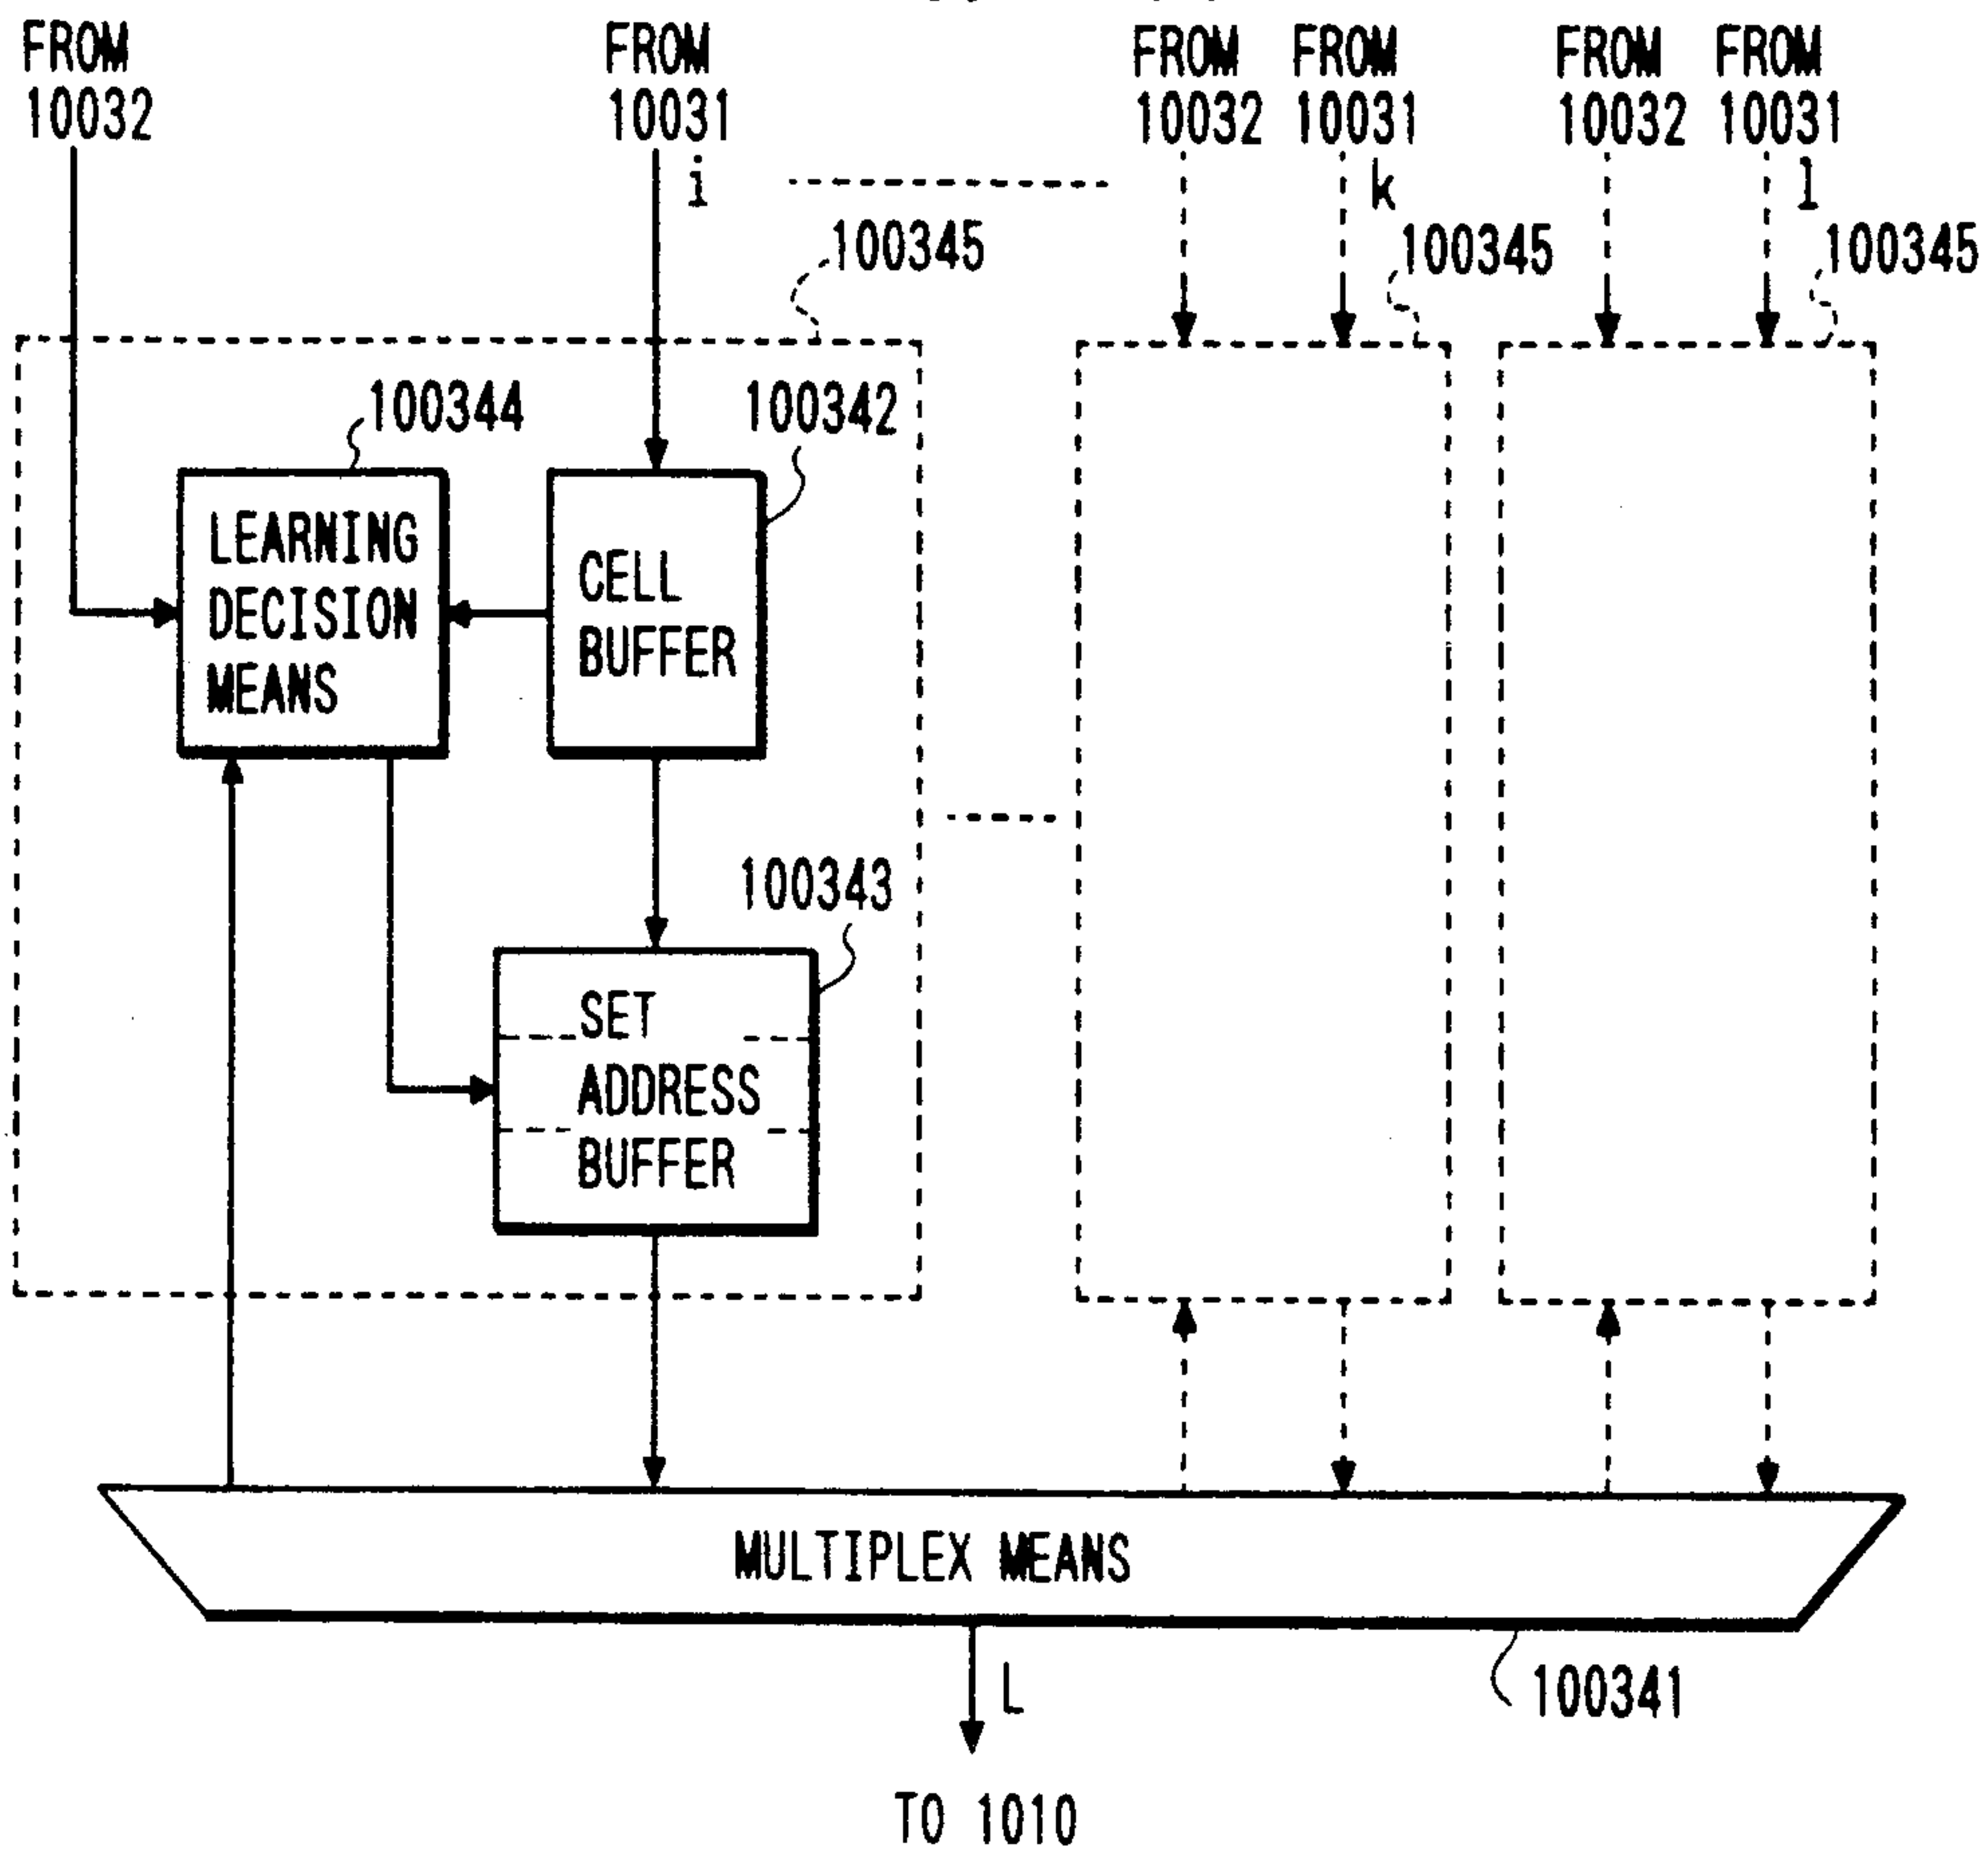 FROM
10032
FROM
10031
i
FROM
10032
FROM
10031
k
FROM
10032
FROM
10031
l
100345
100345
100345
100344
100342
LEARNING
DECISION
MEANS
CELL
BUFFER
100343
SET
ADDRESS
BUFFER
MULTIPLEX MEANS
L
100341
TO 1010